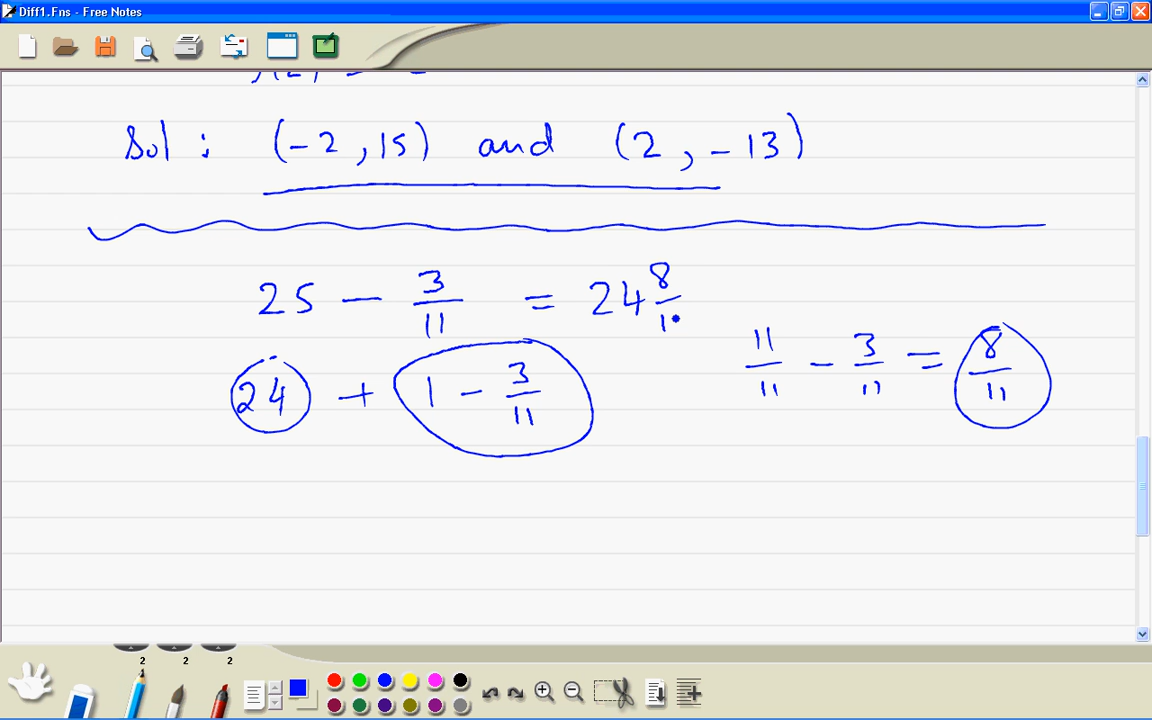 Diff1.Fns - Free Notes
Sol : (-2, 15) and (2, -13)
25 - 3/11 = 24 8/1
24 + 1 - 3/11
11/11 - 3/11 = 8/11
2 2 2